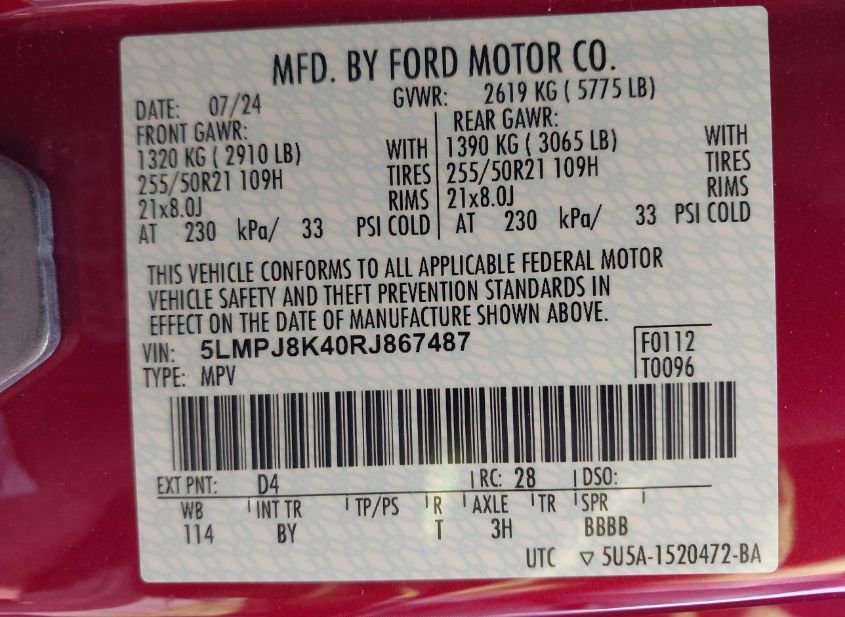 MFD. BY FORD MOTOR CO.
DATE: 07/24 GVWR: 2619 KG ( 5775 LB)
FRONT GAWR: REAR GAWR:
1320 KG ( 2910 LB) WITH 1390 KG ( 3065 LB) WITH
255/50R21 109H TIRES 255/50R21 109H TIRES
21x8.0J RIMS 21x8.0J RIMS
AT 230 kPa/ 33 PSI COLD AT 230 kPa/ 33 PSI COLD
THIS VEHICLE CONFORMS TO ALL APPLICABLE FEDERAL MOTOR
VEHICLE SAFETY AND THEFT PREVENTION STANDARDS IN
EFFECT ON THE DATE OF MANUFACTURE SHOWN ABOVE.
VIN: 5LMPJ8K40RJ867487 F0112
TYPE: MPV T0096
EXT PNT: D4 RC: 28 DSO:
WB INT TR TP/PS R AXLE TR SPR
114 BY T 3H BBBB
UTC ▽ 5U5A-1520472-BA